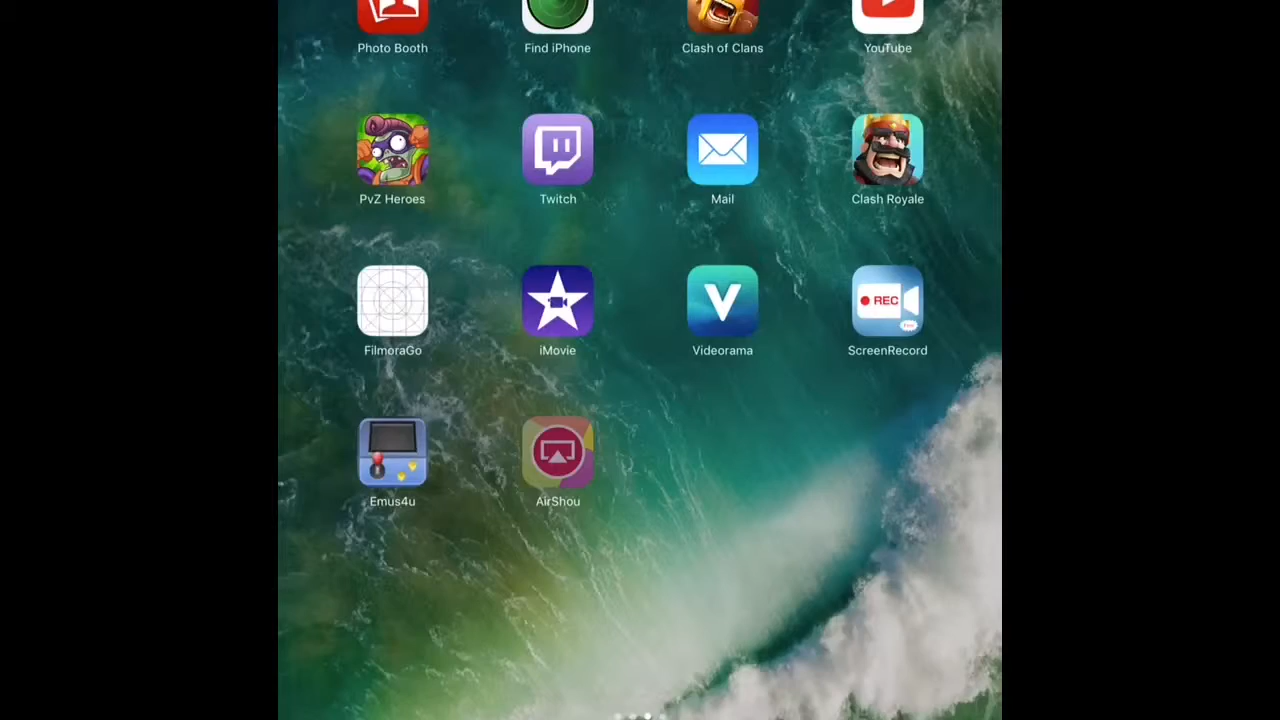 Photo Booth
Find iPhone
Clash of Clans
YouTube
PvZ Heroes
Twitch
Mail
Clash Royale
REC
FilmoraGo
iMovie
Videorama
ScreenRecord
Emus4u
AirShou